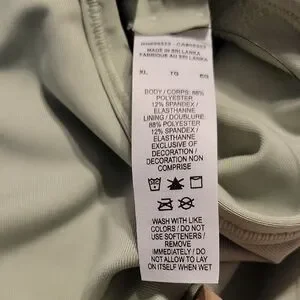 MADE IN SRI LANKA
FABRIQUE AU SRI LANKA
XL TG EG
BODY / CORPS: 88%
POLYESTER
12% SPANDEX /
ELASTHANNE
LINING / DOUBLURE:
88% POLYESTER
12% SPANDEX /
ELASTHANNE
EXCLUSIVE OF
DECORATION /
DECORATION NON
COMPRISE
WASH WITH LIKE
COLORS / DO NOT
USE SOFTENERS /
REMOVE
IMMEDIATELY / DO
NOT ALLOW TO LAY
ON ITSELF WHEN WET